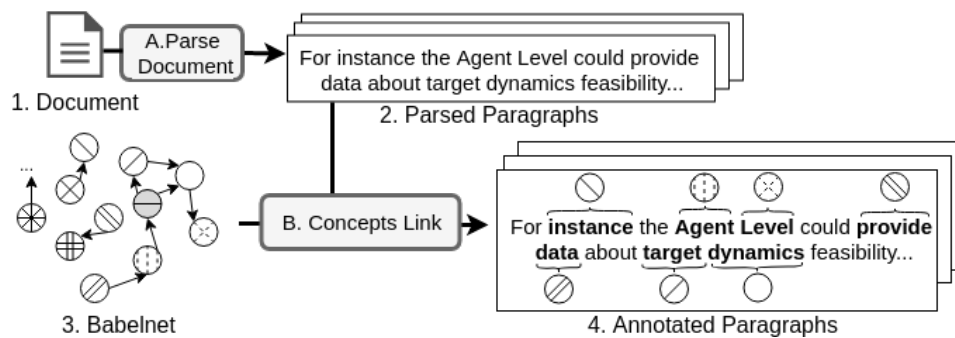 A.Parse
Document
1. Document
For instance the Agent Level could provide
data about target dynamics feasibility...
2. Parsed Paragraphs
...
3. Babelnet
B. Concepts Link
For instance the Agent Level could provide
data about target dynamics feasibility...
4. Annotated Paragraphs